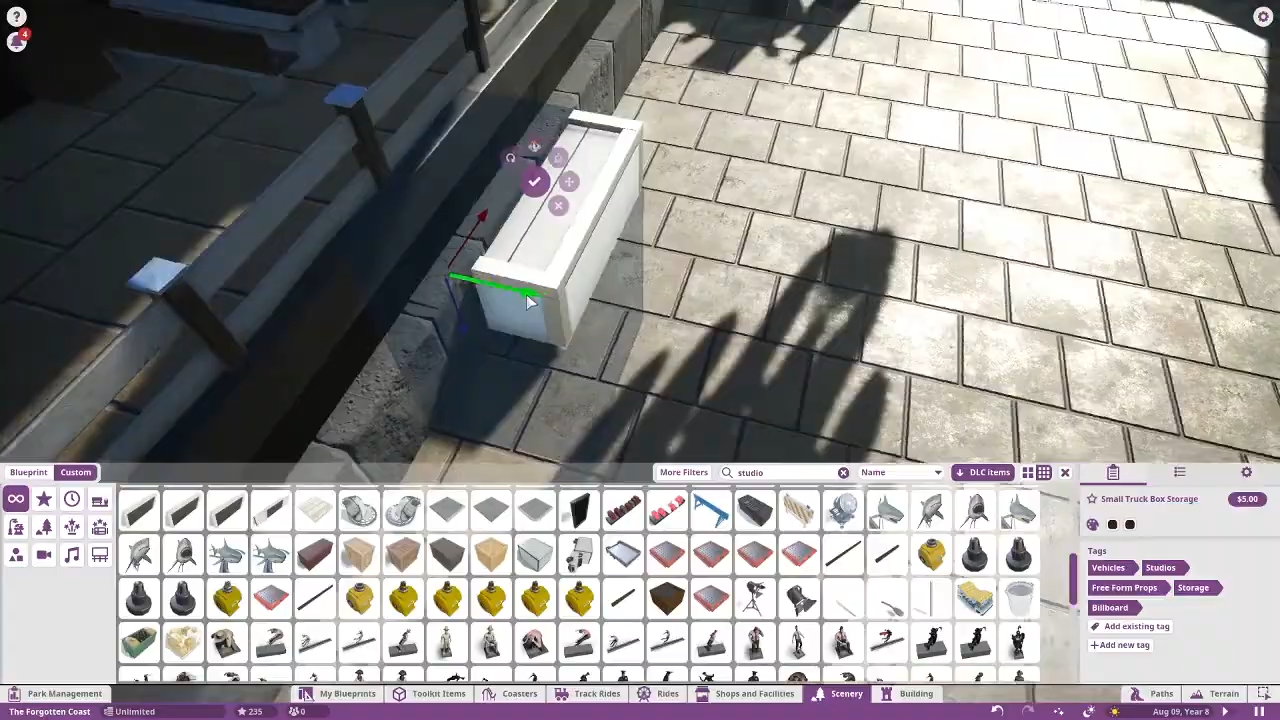 ?
4
Blueprint
Custom
More Filters
studio
Name
DLC items
Small Truck Box Storage
$5.00
Tags
Vehicles
Studios
Free Form Props
Storage
Billboard
Add existing tag
+Add new tag
Park Management
My Blueprints
Toolkit Items
Coasters
Track Rides
Rides
Shops and Facilities
Scenery
Building
Paths
Terrain
The Forgotten Coast
Unlimited
235
0
Aug 09, Year 8